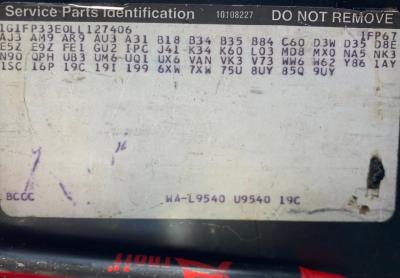 Service Parts Identification 10108227 DO NOT REMOVE
1G1FP33E0LL127406 1FP67
AJ3 AM9 AR9 AU3 A31 B18 B34 B35 B84 C60 D3W D35 D8E
E5Z E9Z FE1 GU2 IPC J41 K34 K60 LO3 MD8 MX0 NA5 NK3
N90 QPH UB3 UM6 UQ1 UX6 VAN VK3 V73 WW6 W62 Y86 1AY
1SC 16P 19C 19I 199 6XW 7XW 75U 8UY 85Q 9UY
BCCC WA-L9540 U9540 19C